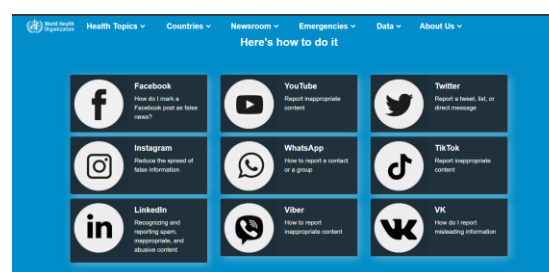 World Health
Organization
Health Topics
Countries
Newsroom
Emergencies
Data
About Us
Here's how to do it
Facebook
How do I mark a
Facebook post as false
news?
YouTube
Report inappropriate
content
Twitter
Report a tweet, list, or
direct message
Instagram
Reduce the spread of
false information
WhatsApp
How to report a contact
or a group
TikTok
Report inappropriate
content
LinkedIn
Recognizing and
reporting spam,
inappropriate, and
abusive content
Viber
How to report
inappropriate content
VK
How do I report
misleading information